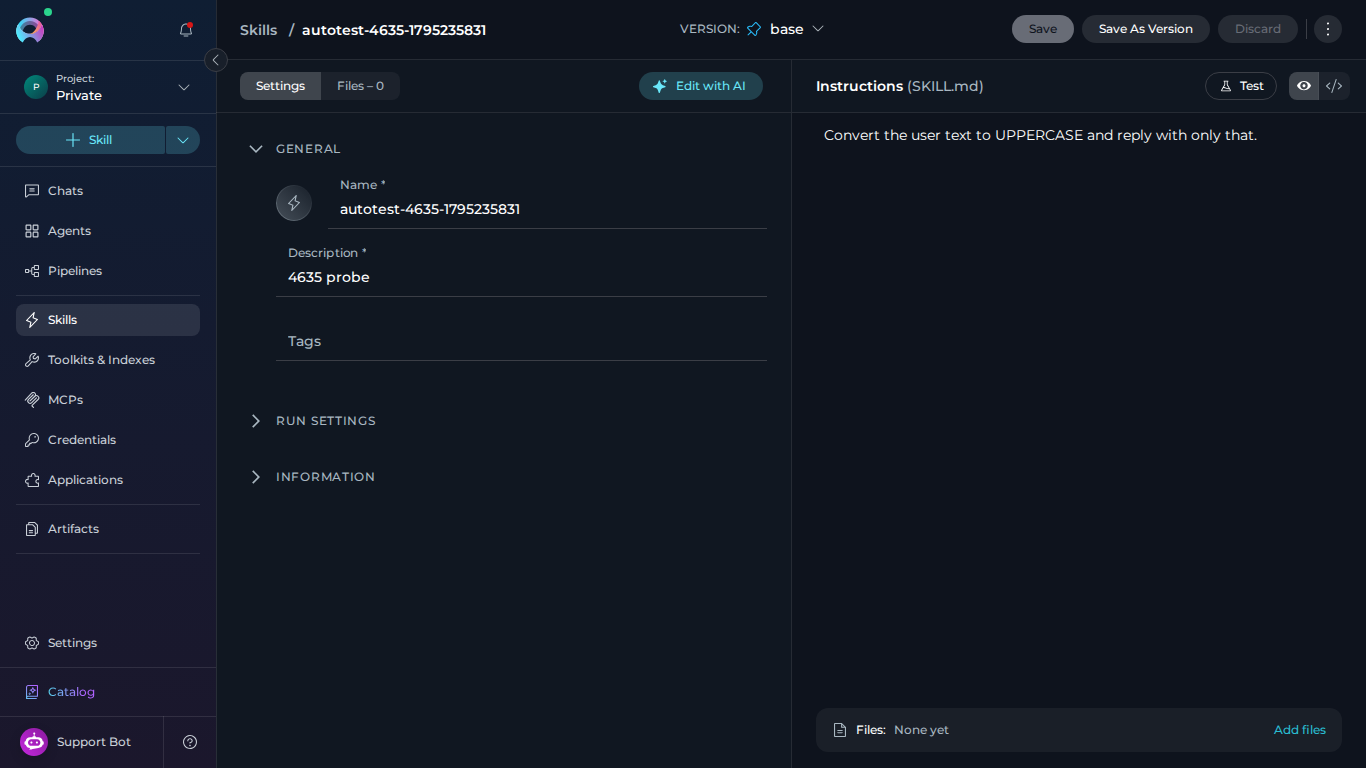 Skills / autotest-4635-1795235831
VERSION: base
Save
Save As Version
Discard
Project:
P
Private
Settings
Files – 0
Edit with AI
Instructions (SKILL.md)
Test
Skill
Convert the user text to UPPERCASE and reply with only that.
GENERAL
Name *
autotest-4635-1795235831
Description *
4635 probe
Tags
RUN SETTINGS
INFORMATION
Chats
Agents
Pipelines
Skills
Toolkits & Indexes
MCPs
Credentials
Applications
Artifacts
Settings
Catalog
Support Bot
Files: None yet
Add files